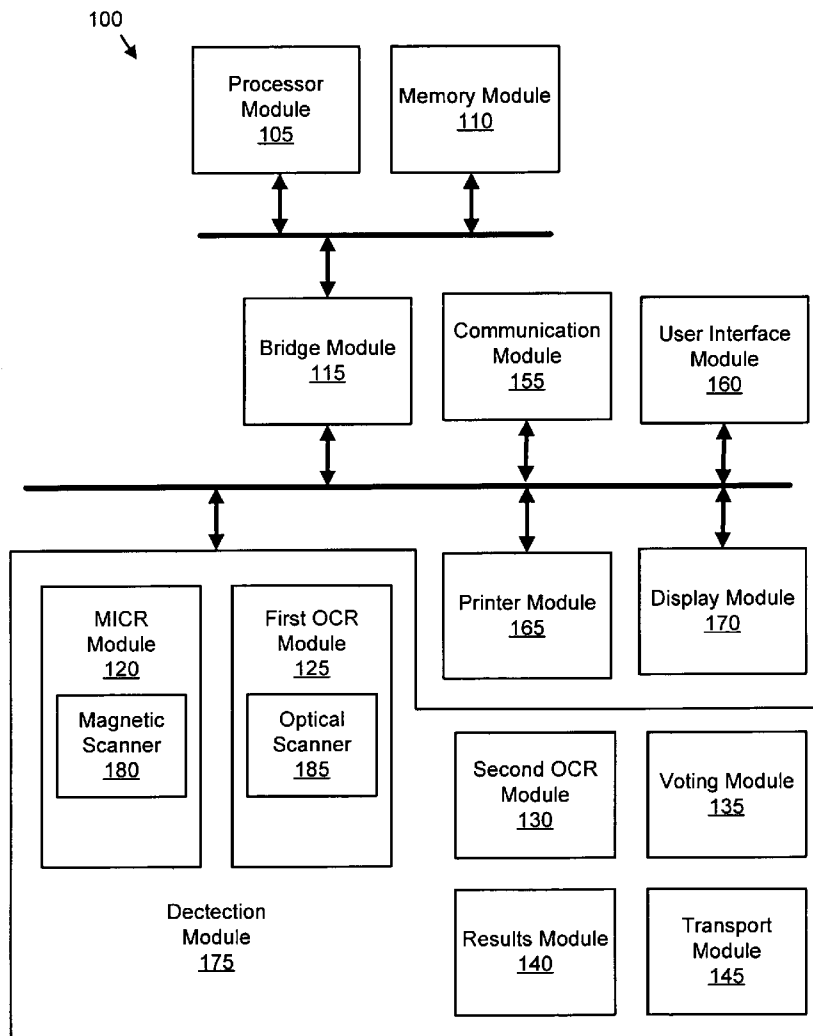 100
Processor
Module
105
Memory Module
110
Bridge Module
115
Communication
Module
155
User Interface
Module
160
MICR
Module
120
Magnetic
Scanner
180
First OCR
Module
125
Optical
Scanner
185
Printer Module
165
Display Module
170
Second OCR
Module
130
Voting Module
135
Dectection
Module
175
Results Module
140
Transport
Module
145